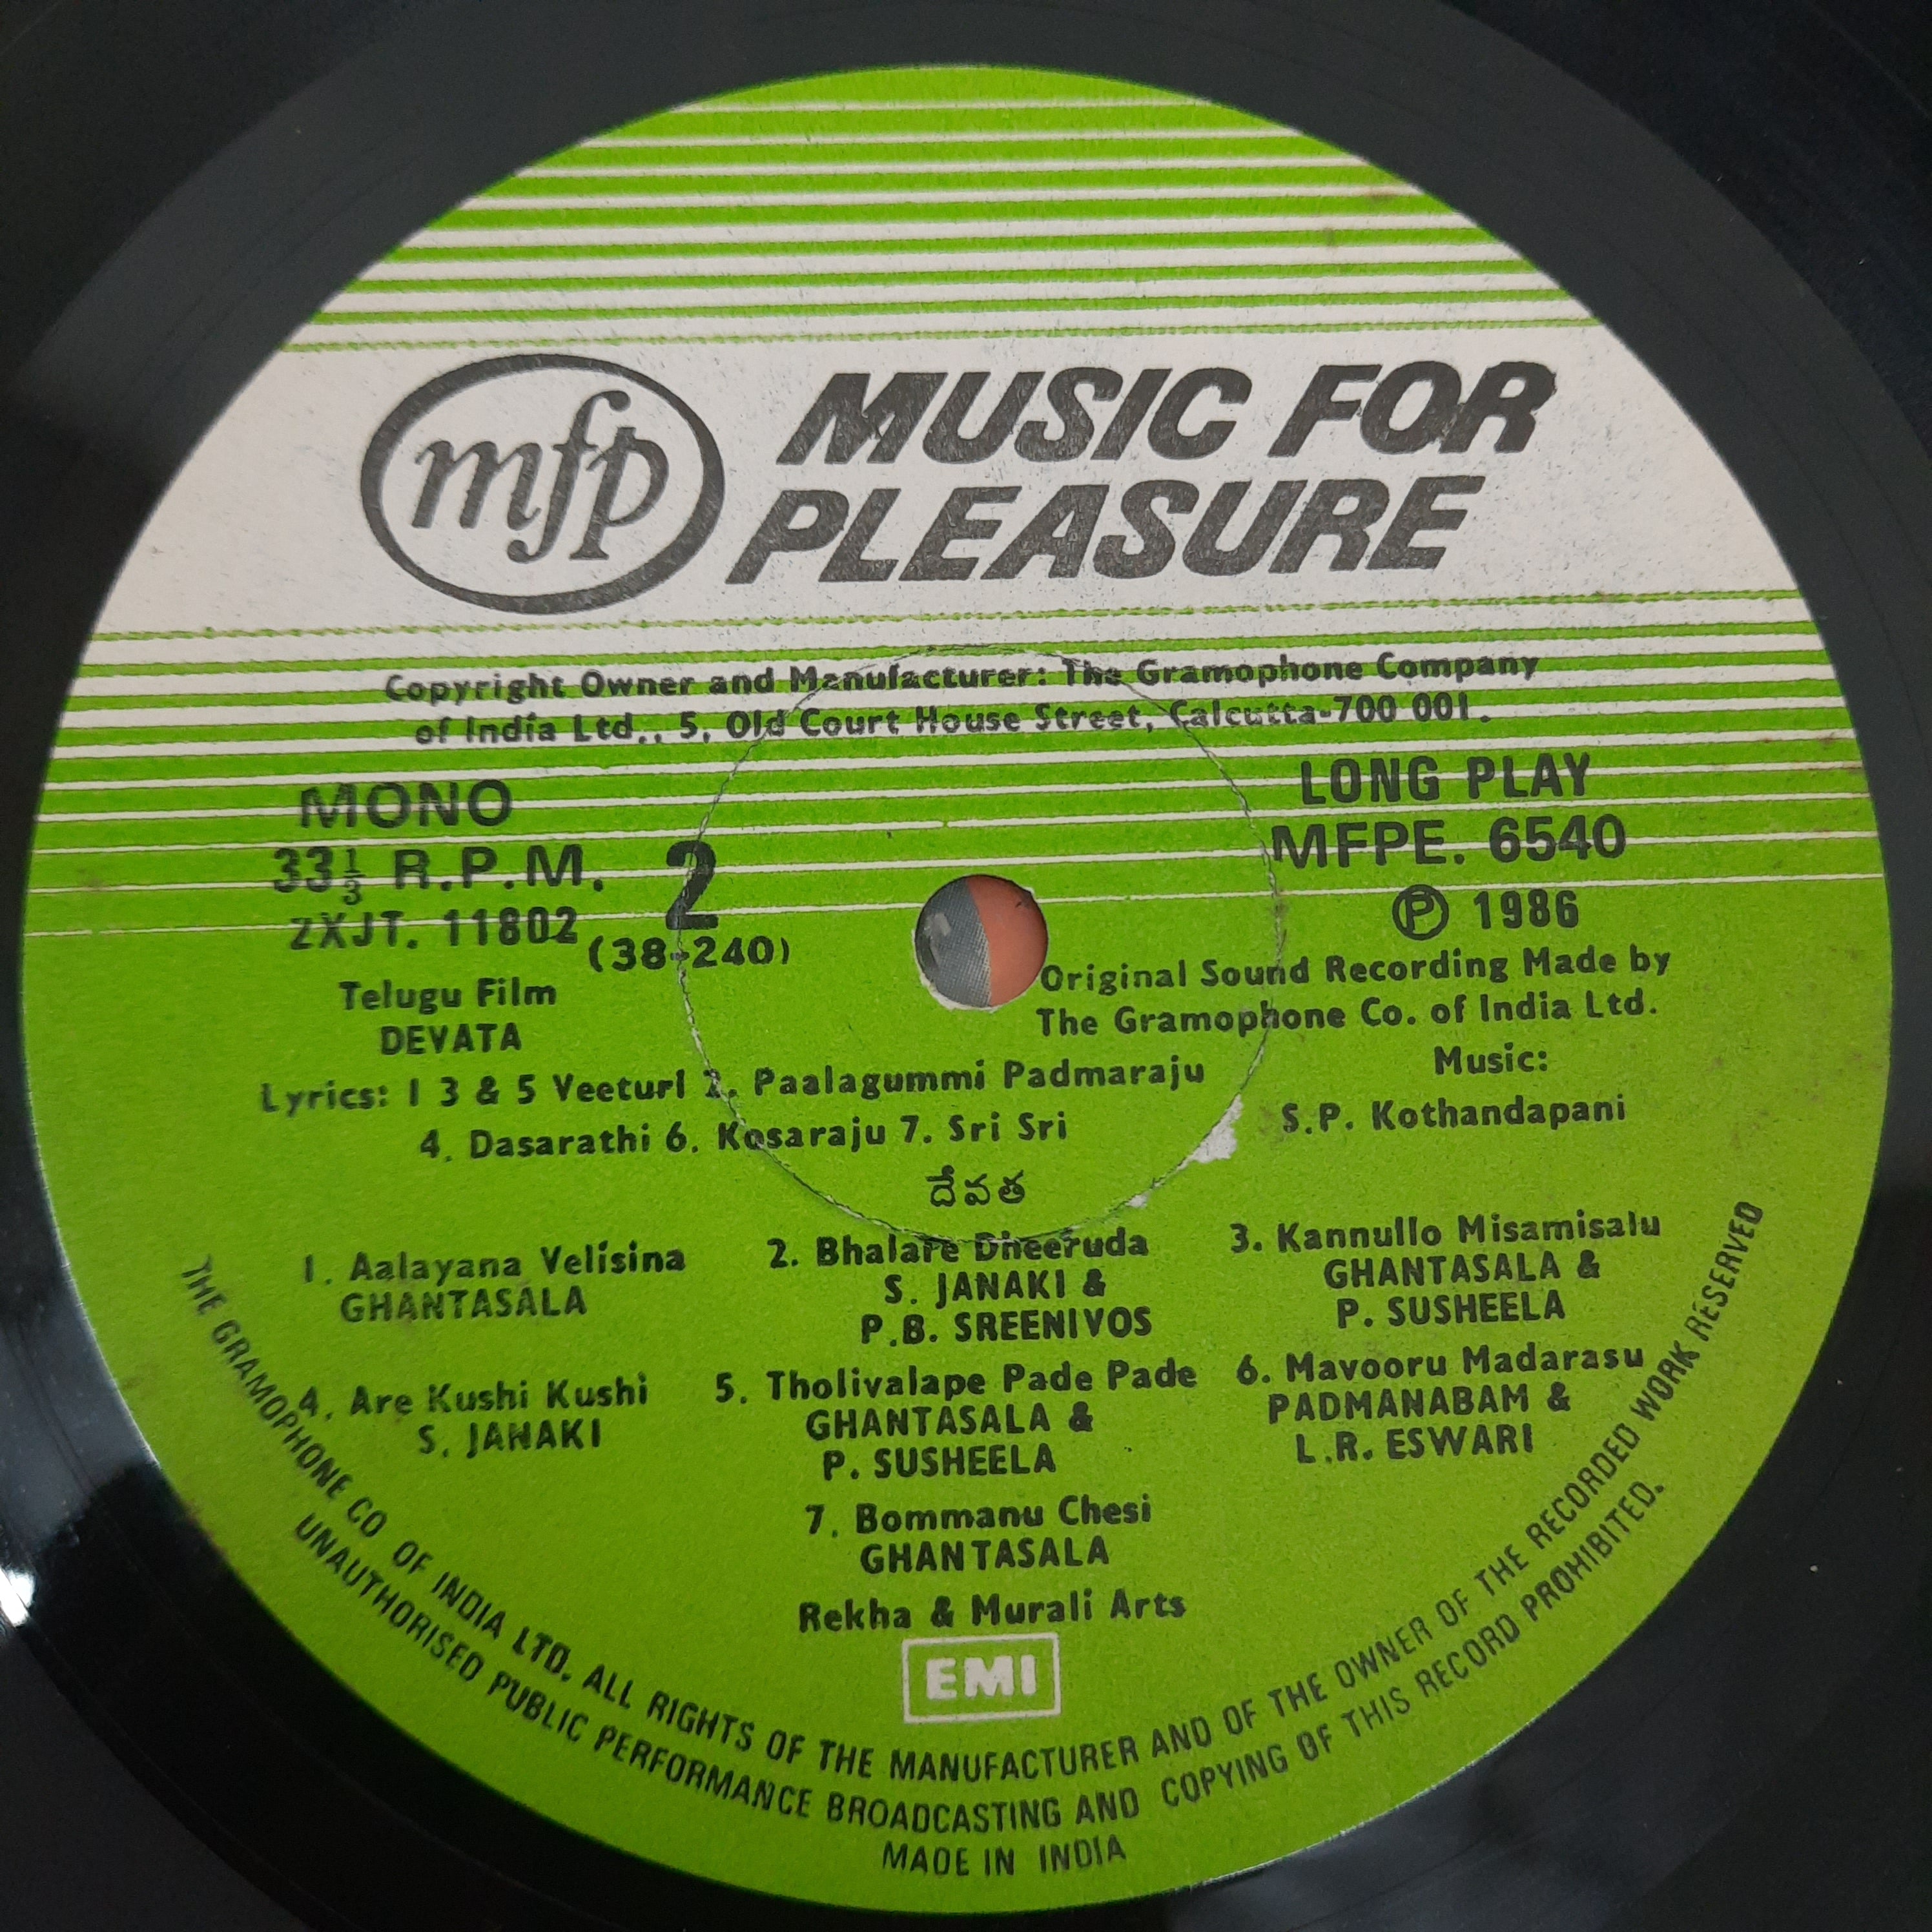 mfp
MUSIC FOR
PLEASURE
Copyright Owner and Manufacturer: The Gramophone Company
of India Ltd., 5, Old Court House Street, Calcutta-700 001.
MONO
33⅓ R.P.M.
2XJT. 11802
2
(38-240)
LONG PLAY
MFPE. 6540
Ⓟ 1986
Telugu Film
DEVATA
Original Sound Recording Made by
The Gramophone Co. of India Ltd.
Music:
S.P. Kothandapani
Lyrics: 1 3 & 5 Veeturl 2. Paalagummi Padmaraju
4. Dasarathi 6. Kosaraju 7. Sri Sri
దేవత
1. Aalayana Velisina
GHANTASALA
2. Bhalare Dheeruda
S. JANAKI &
P.B. SREENIVOS
3. Kannullo Misamisalu
GHANTASALA &
P. SUSHEELA
4. Are Kushi Kushi
S. JANAKI
5. Tholivalape Pade Pade
GHANTASALA &
P. SUSHEELA
6. Mavooru Madarasu
PADMANABAM &
L.R. ESWARI
7. Bommanu Chesi
GHANTASALA
Rekha & Murali Arts
EMI
THE GRAMOPHONE CO OF INDIA LTD. ALL RIGHTS OF THE MANUFACTURER AND OF THE OWNER OF THE RECORDED WORK RESERVED
UNAUTHORISED PUBLIC PERFORMANCE BROADCASTING AND COPYING OF THIS RECORD PROHIBITED.
MADE IN INDIA